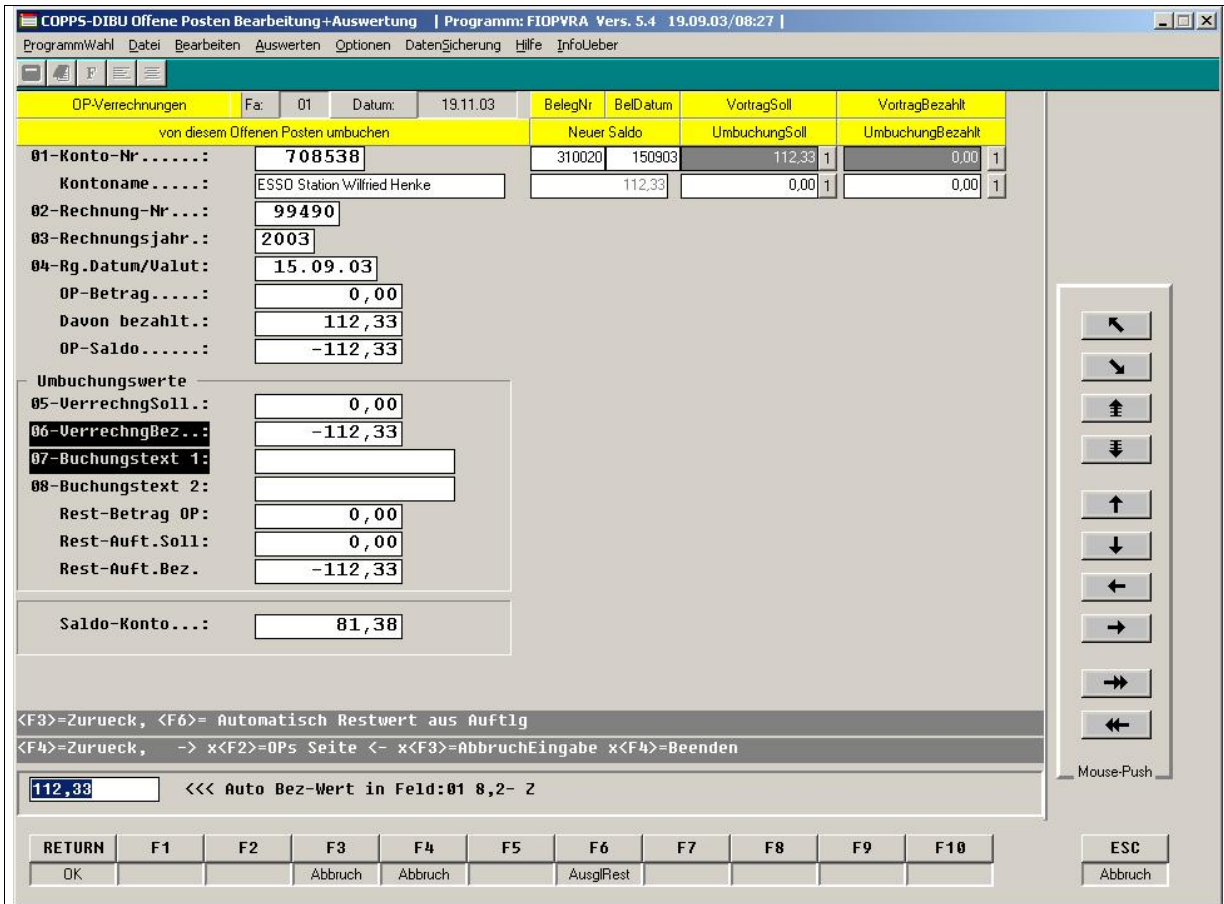 COPPS-DIBU Offene Posten Bearbeitung+Auswertung | Programm: FIOPVRA Vers. 5.4 19.09.03/08:27 |
ProgrammWahl Datei Bearbeiten Auswerten Optionen DatenSicherung Hilfe InfoUeber
F
OP-Verrechnungen Fa: 01 Datum: 19.11.03 BelegNr BelDatum VortragSoll VortragBezahlt
von diesem Offenen Posten umbuchen Neuer Saldo UmbuchungSoll UmbuchungBezahlt
01-Konto-Nr......: 708538 310020 150903 112,33 1 0,00 1
Kontoname.....: ESSO Station Wilfried Henke 112,33 0,00 1 0,00 1
02-Rechnung-Nr...: 99490
03-Rechnungsjahr.: 2003
04-Rg.Datum/Valut: 15.09.03
OP-Betrag.....: 0,00
Davon bezahlt.: 112,33
OP-Saldo......: -112,33
Umbuchungswerte
05-VerrechngSoll.: 0,00
06-VerrechngBez..: -112,33
07-Buchungstext 1:
08-Buchungstext 2:
Rest-Betrag OP: 0,00
Rest-Auft.Soll: 0,00
Rest-Auft.Bez. -112,33
Saldo-Konto...: 81,38
<F3>=Zurueck, <F6>= Automatisch Restwert aus Auftlg
<F4>=Zurueck, -> x<F2>=OPs Seite <- x<F3>=AbbruchEingabe x<F4>=Beenden
Mouse-Push
112,33 <<< Auto Bez-Wert in Feld:01 8,2- Z
RETURN F1 F2 F3 F4 F5 F6 F7 F8 F9 F10 ESC
OK Abbruch Abbruch AusglRest Abbruch